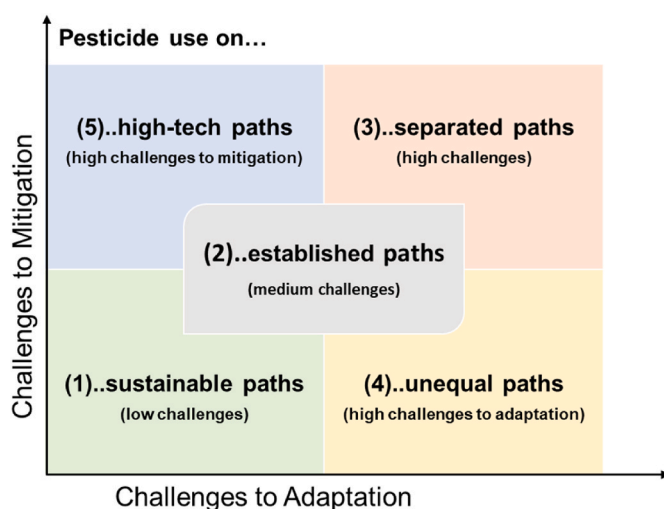 Pesticide use on...
(5)..high-tech paths
(high challenges to mitigation)
(3)..separated paths
(high challenges)
(2)..established paths
(medium challenges)
(1)..sustainable paths
(low challenges)
(4)..unequal paths
(high challenges to adaptation)
Challenges to Mitigation
Challenges to Adaptation